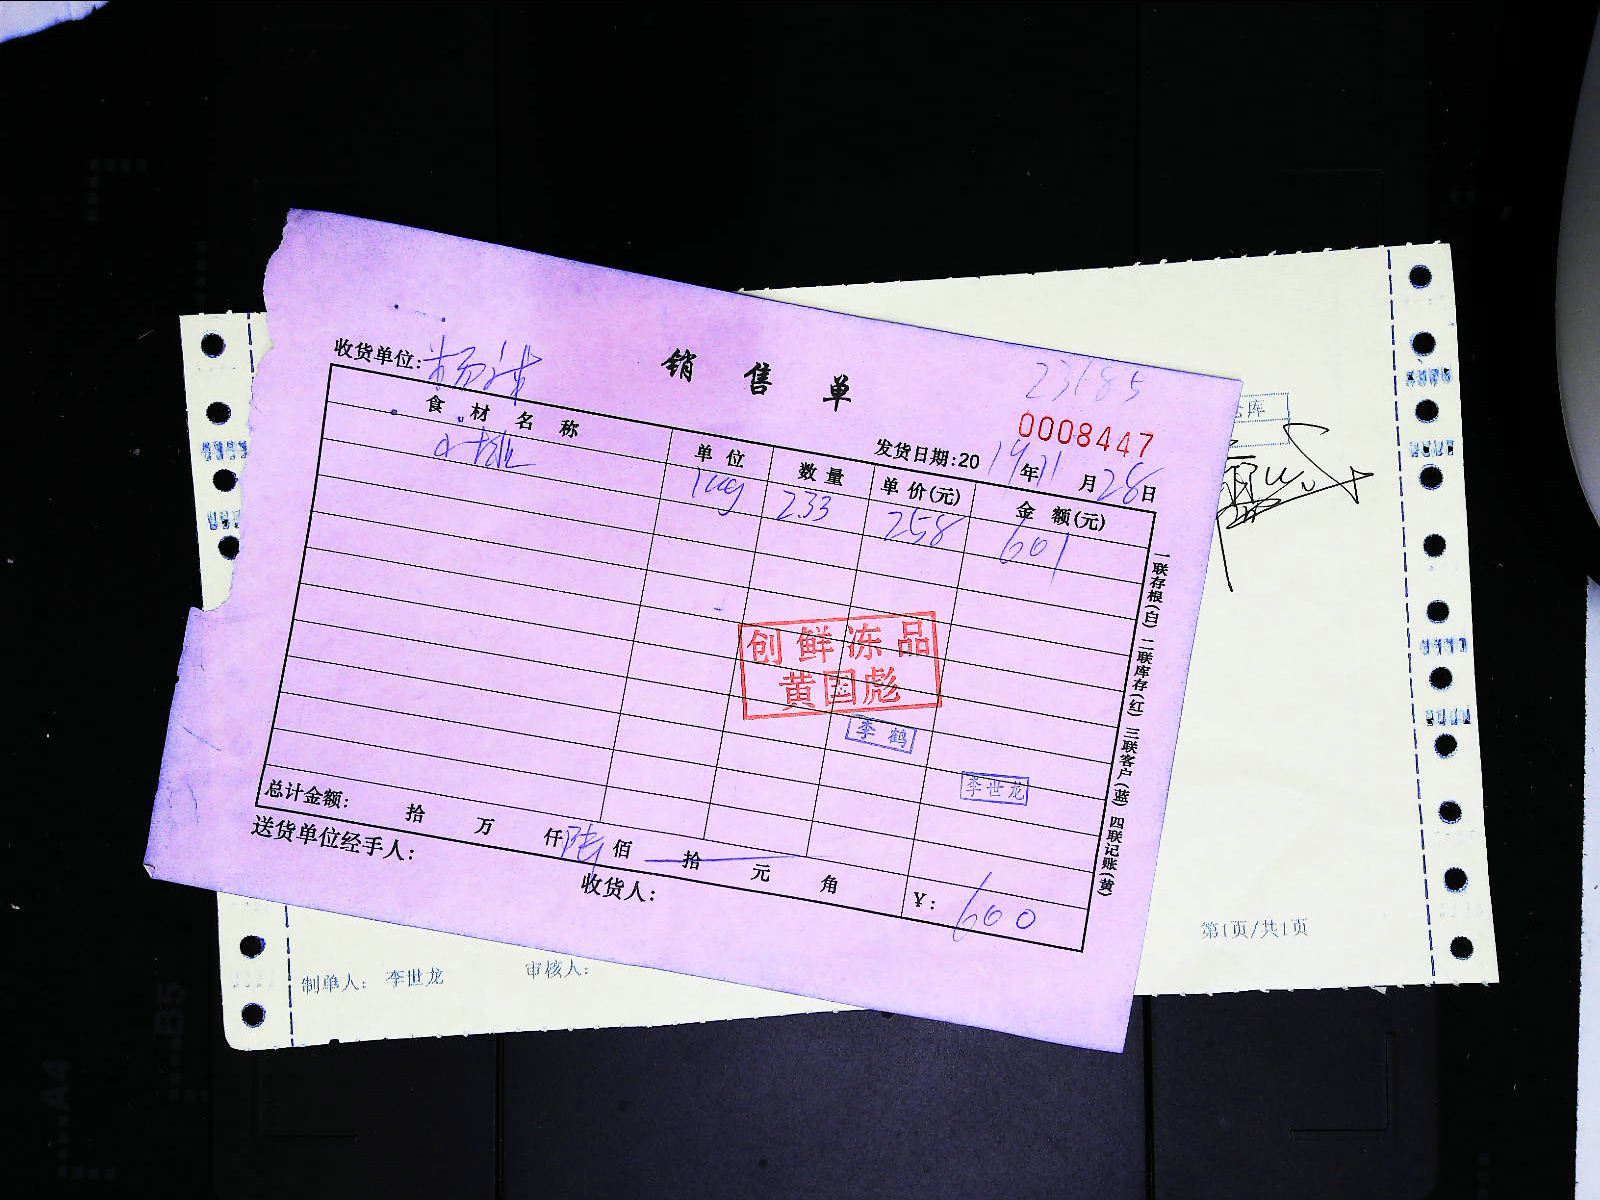 销售单
23185
0008447
收货单位:
发货日期:2019年11月28日
食材名称 单位 数量 单价(元) 金额(元)
kg 233 258 601
创鲜冻品
黄国彪
李鹤
李世龙
总计金额: 拾 万 仟 陆 佰 拾 元 角 ¥: 600
送货单位经手人:
收货人:
一联存根(白) 二联库存(红) 三联客户(蓝) 四联记账(黄)
库
第1页/共1页
制单人: 李世龙 审核人: